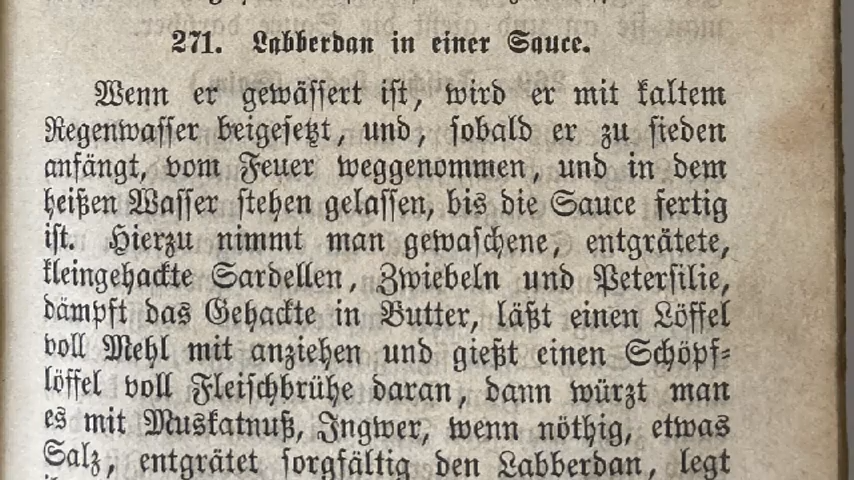 271. Labberdan in einer Sauce.
Wenn er gewässert ist, wird er mit kaltem
Regenwasser beigesetzt, und, sobald er zu sieden
anfängt, vom Feuer weggenommen, und in dem
heißen Wasser stehen gelassen, bis die Sauce fertig
ist. Hierzu nimmt man gewaschene, entgrätete,
kleingehackte Sardellen, Zwiebeln und Petersilie,
dämpft das Gehackte in Butter, läßt einen Löffel
voll Mehl mit anziehen und gießt einen Schöpf-
löffel voll Fleischbrühe daran, dann würzt man
es mit Muskatnuß, Ingwer, wenn nöthig, etwas
Salz, entgrätet sorgfältig den Labberdan, legt